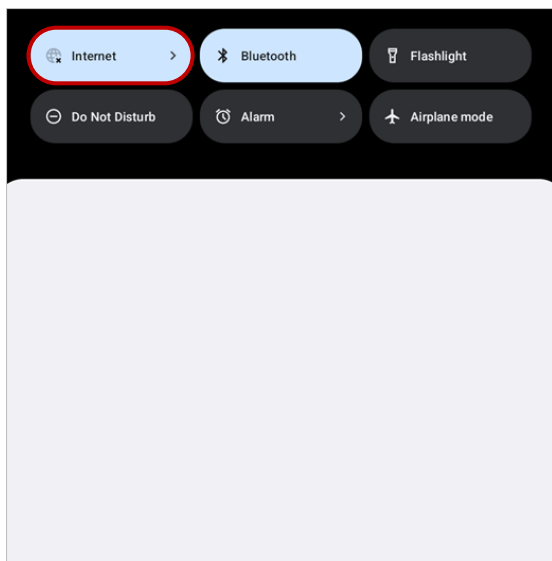 Internet
Bluetooth
Flashlight
Do Not Disturb
Alarm
Airplane mode